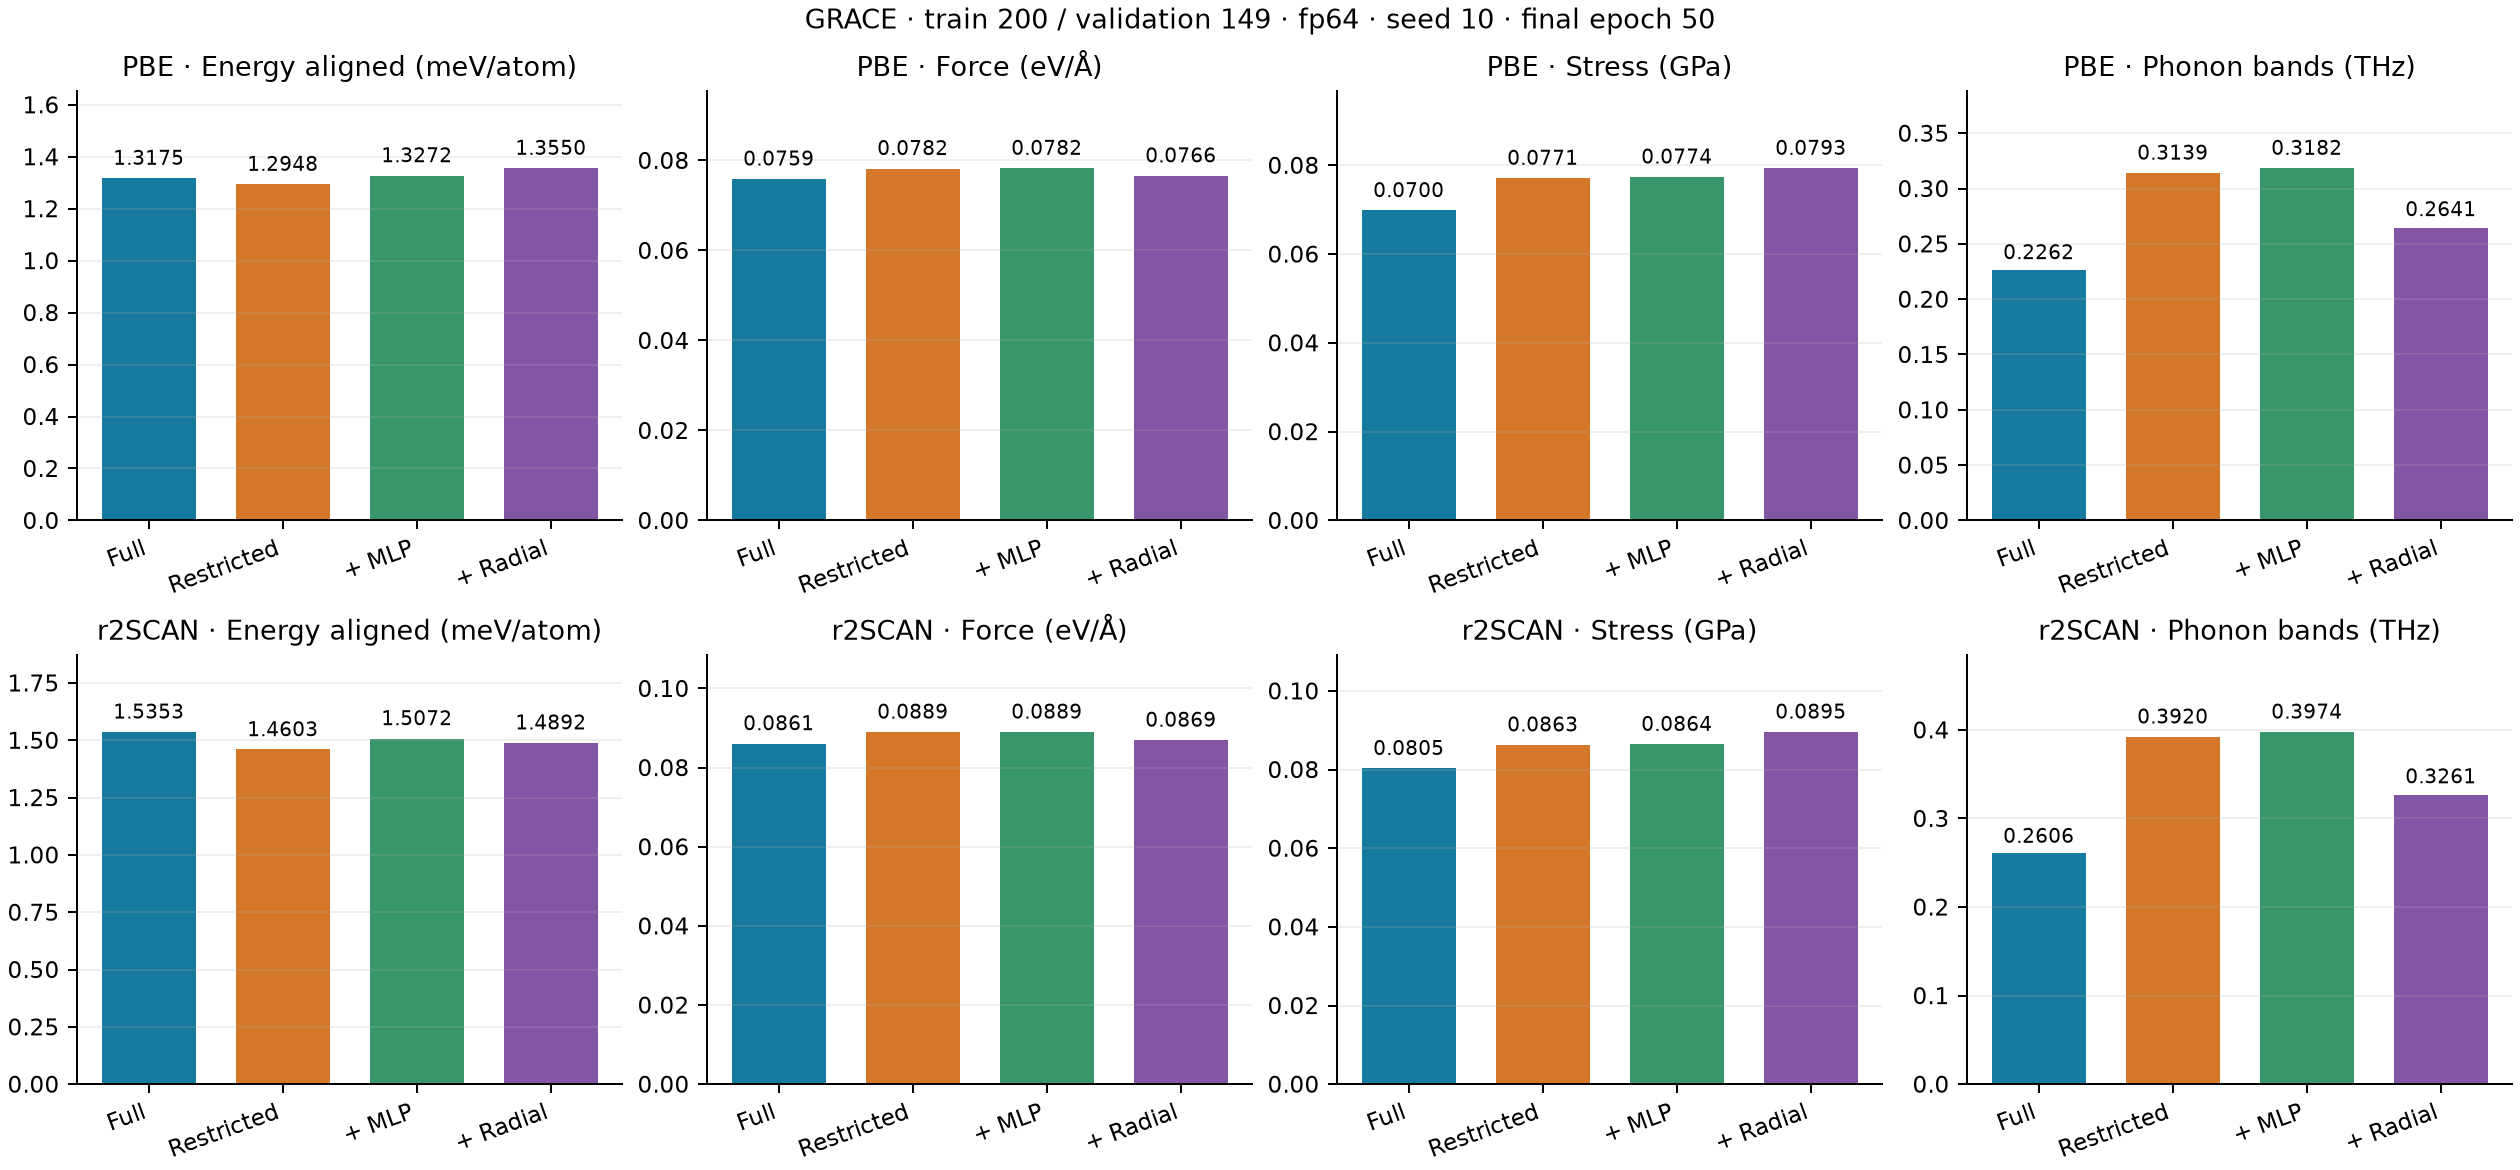 GRACE · train 200 / validation 149 · fp64 · seed 10 · final epoch 50
PBE · Energy aligned (meV/atom)
1.6
1.4
1.2
1.0
0.8
0.6
0.4
0.2
0.0
1.3175
1.2948
1.3272
1.3550
Full
Restricted
+ MLP
+ Radial
PBE · Force (eV/Å)
0.08
0.06
0.04
0.02
0.00
0.0759
0.0782
0.0782
0.0766
Full
Restricted
+ MLP
+ Radial
PBE · Stress (GPa)
0.08
0.06
0.04
0.02
0.00
0.0700
0.0771
0.0774
0.0793
Full
Restricted
+ MLP
+ Radial
PBE · Phonon bands (THz)
0.35
0.30
0.25
0.20
0.15
0.10
0.05
0.00
0.2262
0.3139
0.3182
0.2641
Full
Restricted
+ MLP
+ Radial
r2SCAN · Energy aligned (meV/atom)
1.75
1.50
1.25
1.00
0.75
0.50
0.25
0.00
1.5353
1.4603
1.5072
1.4892
Full
Restricted
+ MLP
+ Radial
r2SCAN · Force (eV/Å)
0.10
0.08
0.06
0.04
0.02
0.00
0.0861
0.0889
0.0889
0.0869
Full
Restricted
+ MLP
+ Radial
r2SCAN · Stress (GPa)
0.10
0.08
0.06
0.04
0.02
0.00
0.0805
0.0863
0.0864
0.0895
Full
Restricted
+ MLP
+ Radial
r2SCAN · Phonon bands (THz)
0.4
0.3
0.2
0.1
0.0
0.2606
0.3920
0.3974
0.3261
Full
Restricted
+ MLP
+ Radial